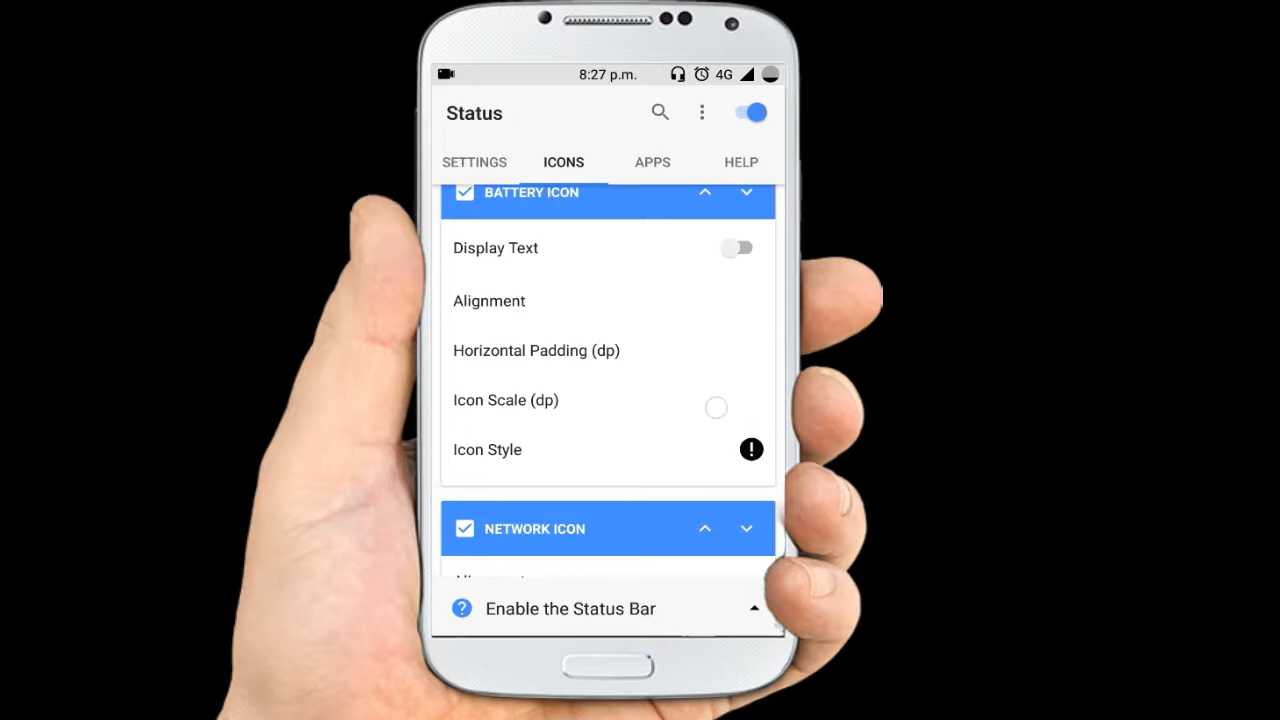 8:27 p.m. 4G
Status
SETTINGS ICONS APPS HELP
BATTERY ICON
Display Text
Alignment
Horizontal Padding (dp)
Icon Scale (dp)
Icon Style
NETWORK ICON
Enable the Status Bar